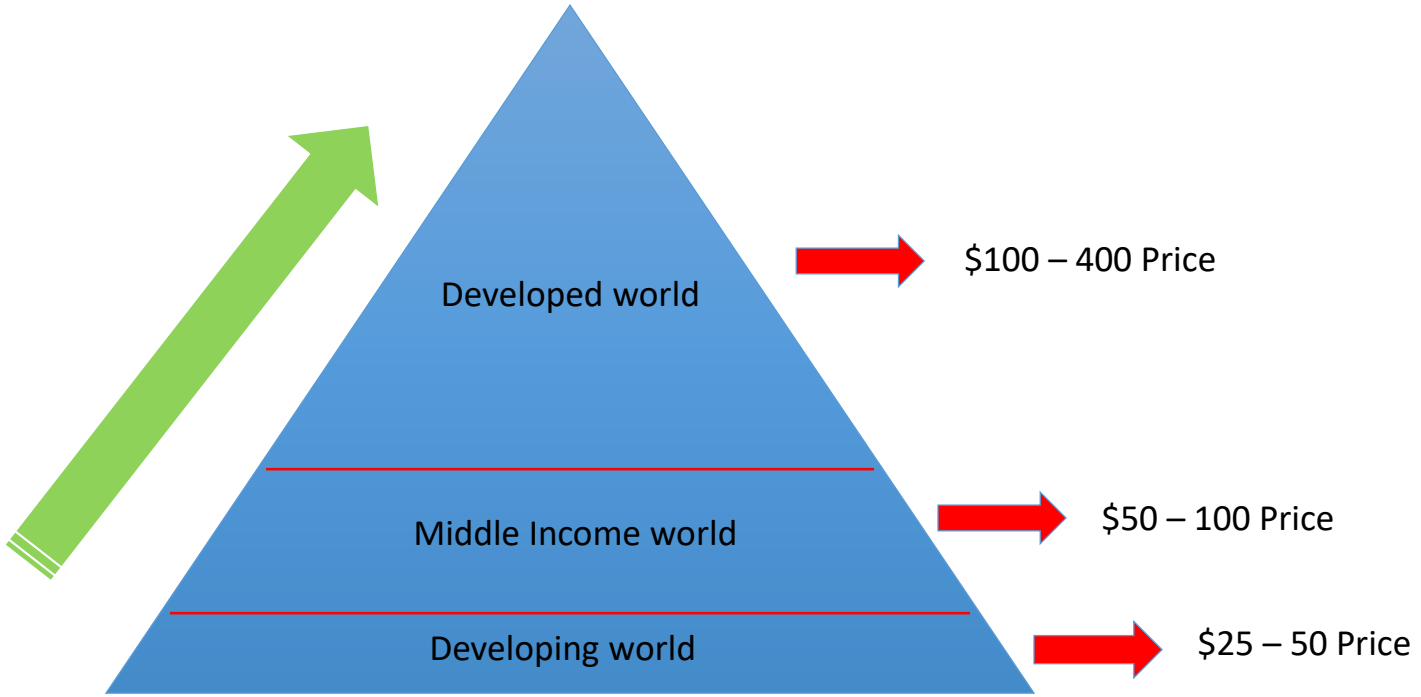 $100 – 400 Price
Developed world
$50 – 100 Price
Middle Income world
$25 – 50 Price
Developing world